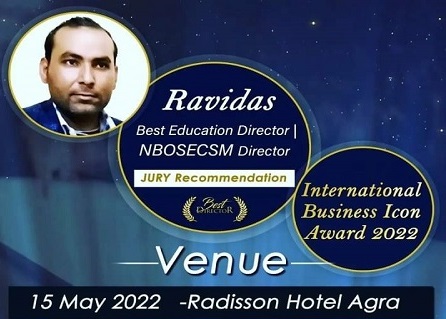 Ravidas
Best Education Director |
NBOSECSM Director
JURY Recommendation
Best
DIRECTOR
International
Business Icon
Award 2022
Venue
15 May 2022 -Radisson Hotel Agra